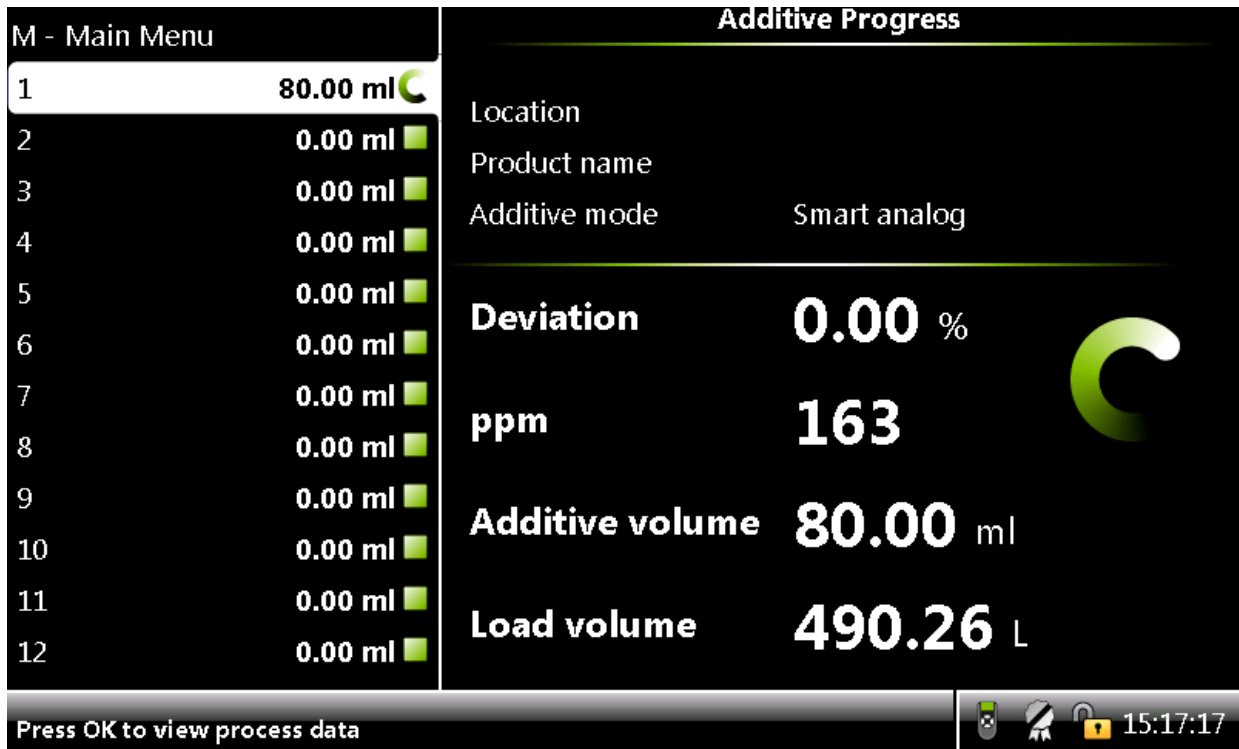 M - Main Menu
1 80.00 ml
2 0.00 ml
3 0.00 ml
4 0.00 ml
5 0.00 ml
6 0.00 ml
7 0.00 ml
8 0.00 ml
9 0.00 ml
10 0.00 ml
11 0.00 ml
12 0.00 ml
Additive Progress
Location
Product name
Additive mode Smart analog
Deviation 0.00 %
ppm 163
Additive volume 80.00 ml
Load volume 490.26 L
Press OK to view process data
15:17:17